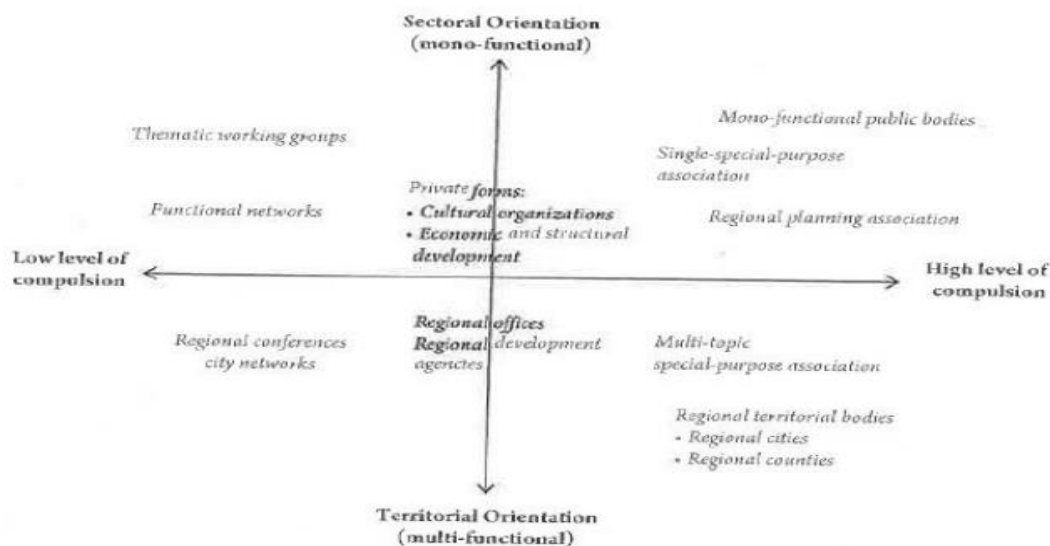 Sectoral Orientation
(mono-functional)
Mono-functional public bodies
Thematic working groups
Single-special-purpose
association
Private forms:
• Cultural organizations
• Economic and structural
development
Functional networks
Regional planning association
Low level of
compulsion
High level of
compulsion
Regional offices
Regional development
agencies
Regional conferences
city networks
Multi-topic
special-purpose association
Regional territorial bodies
• Regional cities
• Regional counties
Territorial Orientation
(multi-functional)